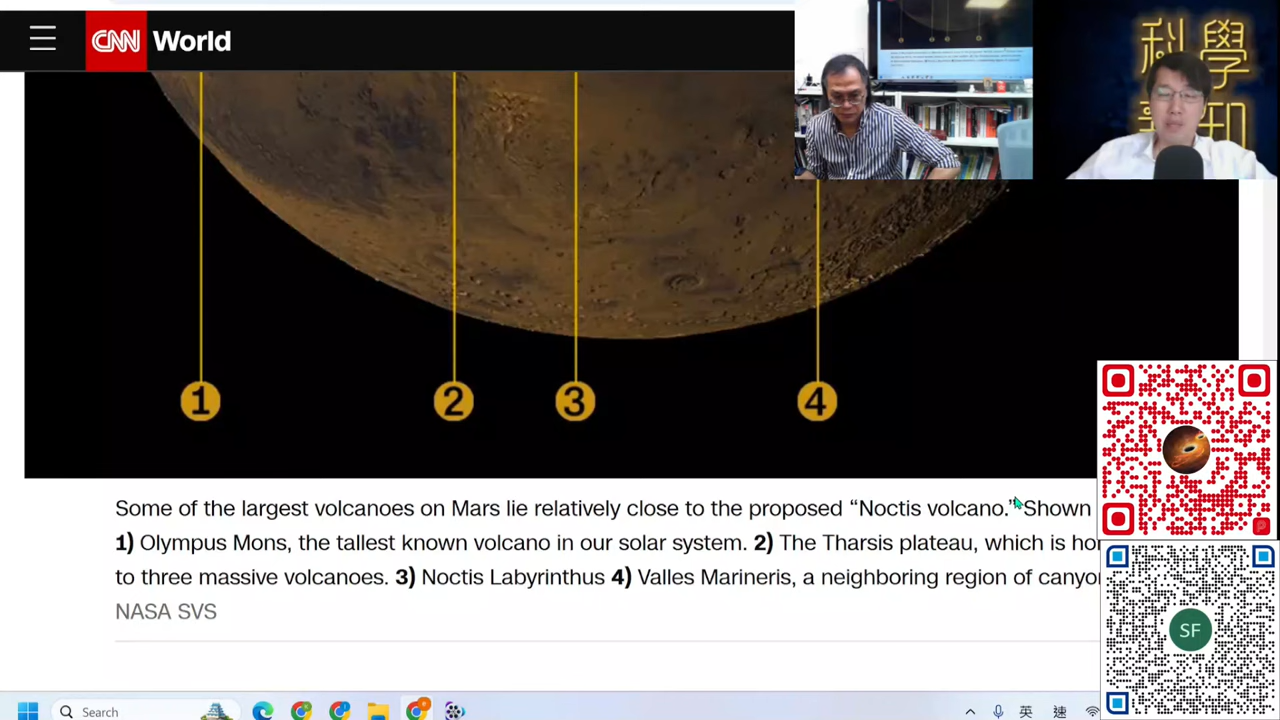 CNN World
科學
1 2 3 4
Some of the largest volcanoes on Mars lie relatively close to the proposed “Noctis volcano.” Shown
1) Olympus Mons, the tallest known volcano in our solar system. 2) The Tharsis plateau, which is
to three massive volcanoes. 3) Noctis Labyrinthus 4) Valles Marineris, a neighboring region of
NASA SVS
SF
Search
英 速